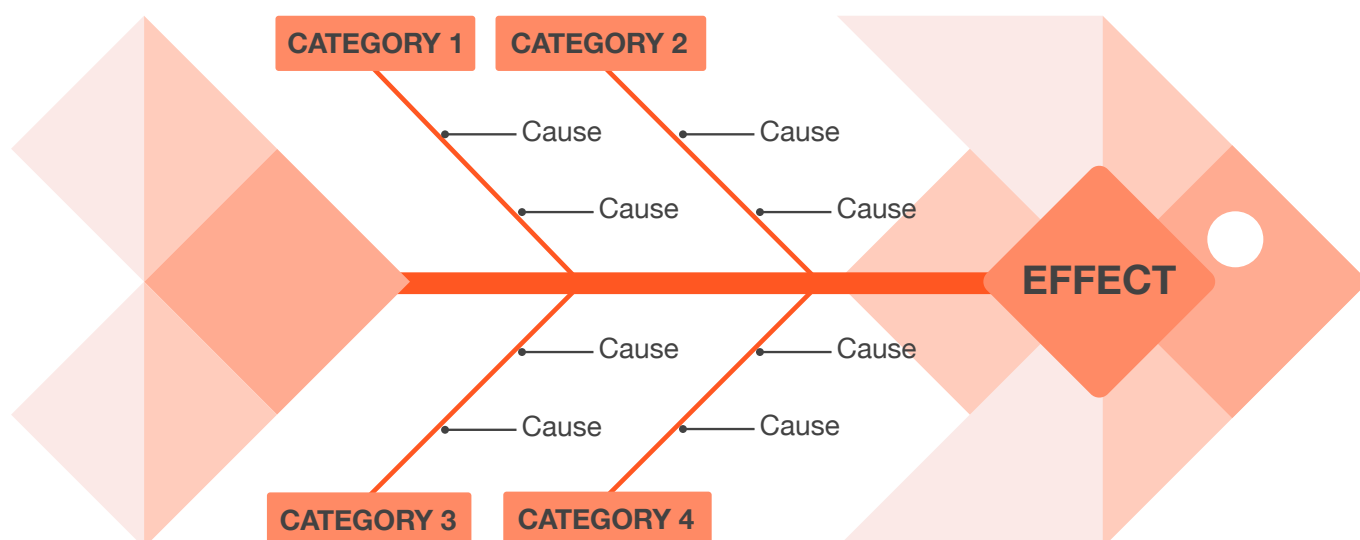 CATEGORY 1
CATEGORY 2
Cause
Cause
Cause
Cause
EFFECT
Cause
Cause
Cause
Cause
CATEGORY 3
CATEGORY 4